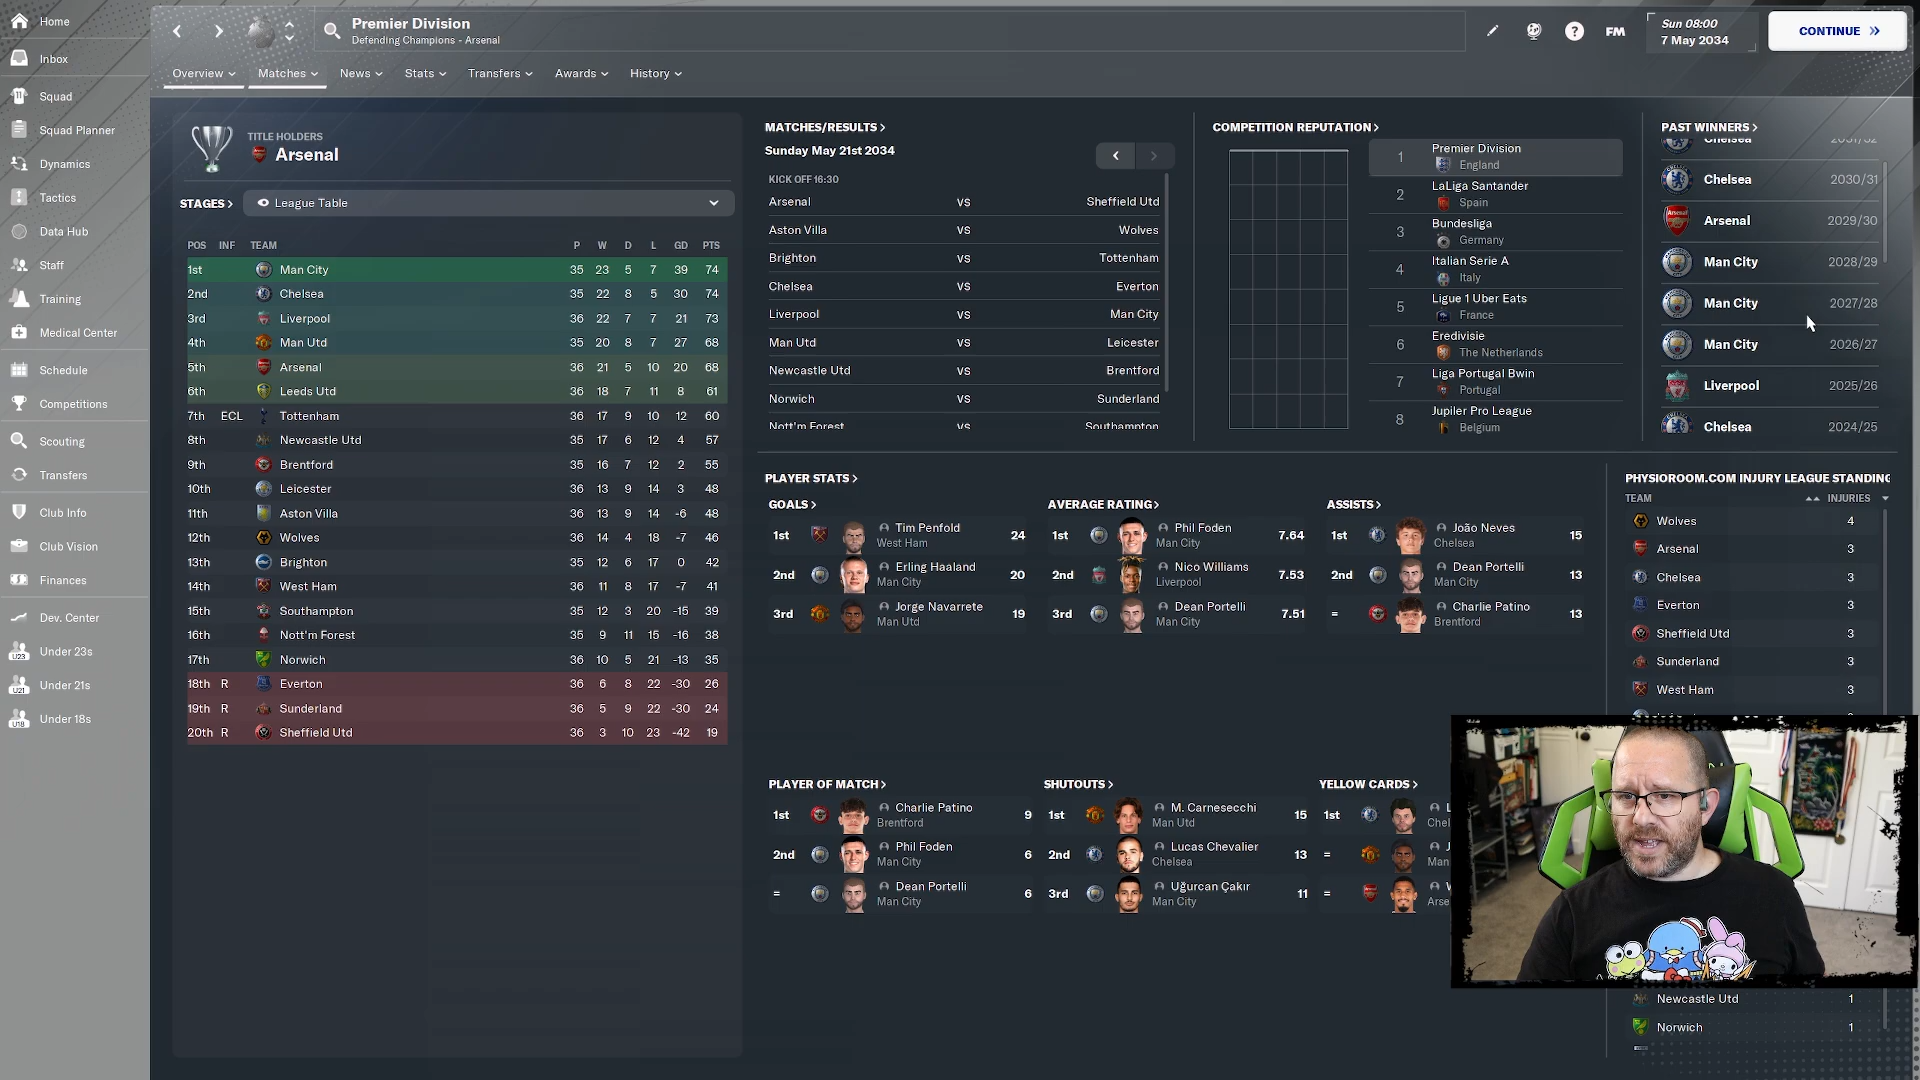 Home
Inbox
Squad
Squad Planner
Dynamics
Tactics
Data Hub
Staff
Training
Medical Center
Schedule
Competitions
Scouting
Transfers
Club Info
Club Vision
Finances
Dev. Center
U23 Under 23s
U21 Under 21s
U18 Under 18s
Premier Division
Defending Champions - Arsenal
? FM
Sun 08:00
7 May 2034
CONTINUE
Overview Matches News Stats Transfers Awards History
TITLE HOLDERS
Arsenal
STAGES League Table
POS INF TEAM P W D L GD PTS
1st Man City 35 23 5 7 39 74
2nd Chelsea 35 22 8 5 30 74
3rd Liverpool 36 22 7 7 21 73
4th Man Utd 35 20 8 7 27 68
5th Arsenal 36 21 5 10 20 68
6th Leeds Utd 36 18 7 11 8 61
7th ECL Tottenham 36 17 9 10 12 60
8th Newcastle Utd 35 17 6 12 4 57
9th Brentford 35 16 7 12 2 55
10th Leicester 36 13 9 14 3 48
11th Aston Villa 36 13 9 14 -6 48
12th Wolves 36 14 4 18 -7 46
13th Brighton 35 12 6 17 0 42
14th West Ham 36 11 8 17 -7 41
15th Southampton 35 12 3 20 -15 39
16th Nott'm Forest 35 9 11 15 -16 38
17th Norwich 36 10 5 21 -13 35
18th R Everton 36 6 8 22 -30 26
19th R Sunderland 36 5 9 22 -30 24
20th R Sheffield Utd 36 3 10 23 -42 19
MATCHES/RESULTS
Sunday May 21st 2034
KICK OFF 16:30
Arsenal VS Sheffield Utd
Aston Villa VS Wolves
Brighton VS Tottenham
Chelsea VS Everton
Liverpool VS Man City
Man Utd VS Leicester
Newcastle Utd VS Brentford
Norwich VS Sunderland
Nott'm Forest VS Southampton
COMPETITION REPUTATION
1 Premier Division
England
2 LaLiga Santander
Spain
3 Bundesliga
Germany
4 Italian Serie A
Italy
5 Ligue 1 Uber Eats
France
6 Eredivisie
The Netherlands
7 Liga Portugal Bwin
Portugal
8 Jupiler Pro League
Belgium
PAST WINNERS
Chelsea 2031/32
Chelsea 2030/31
Arsenal 2029/30
Man City 2028/29
Man City 2027/28
Man City 2026/27
Liverpool 2025/26
Chelsea 2024/25
PLAYER STATS
GOALS
1st Tim Penfold 24
West Ham
2nd Erling Haaland 20
Man City
3rd Jorge Navarrete 19
Man Utd
AVERAGE RATING
1st Phil Foden 7.64
Man City
2nd Nico Williams 7.53
Liverpool
3rd Dean Portelli 7.51
Man City
ASSISTS
1st João Neves 15
Chelsea
2nd Dean Portelli 13
Man City
= Charlie Patino 13
Brentford
PHYSIOROOM.COM INJURY LEAGUE STANDING
TEAM INJURIES
Wolves 4
Arsenal 3
Chelsea 3
Everton 3
Sheffield Utd 3
Sunderland 3
West Ham 3
Newcastle Utd 1
Norwich 1
PLAYER OF MATCH
1st Charlie Patino 9
Brentford
2nd Phil Foden 6
Man City
= Dean Portelli 6
Man City
SHUTOUTS
1st M. Carnesecchi 15
Man Utd
2nd Lucas Chevalier 13
Chelsea
3rd Uğurcan Çakır 11
Man City
YELLOW CARDS
1st L
Chel
= J
Man
= W
Arse